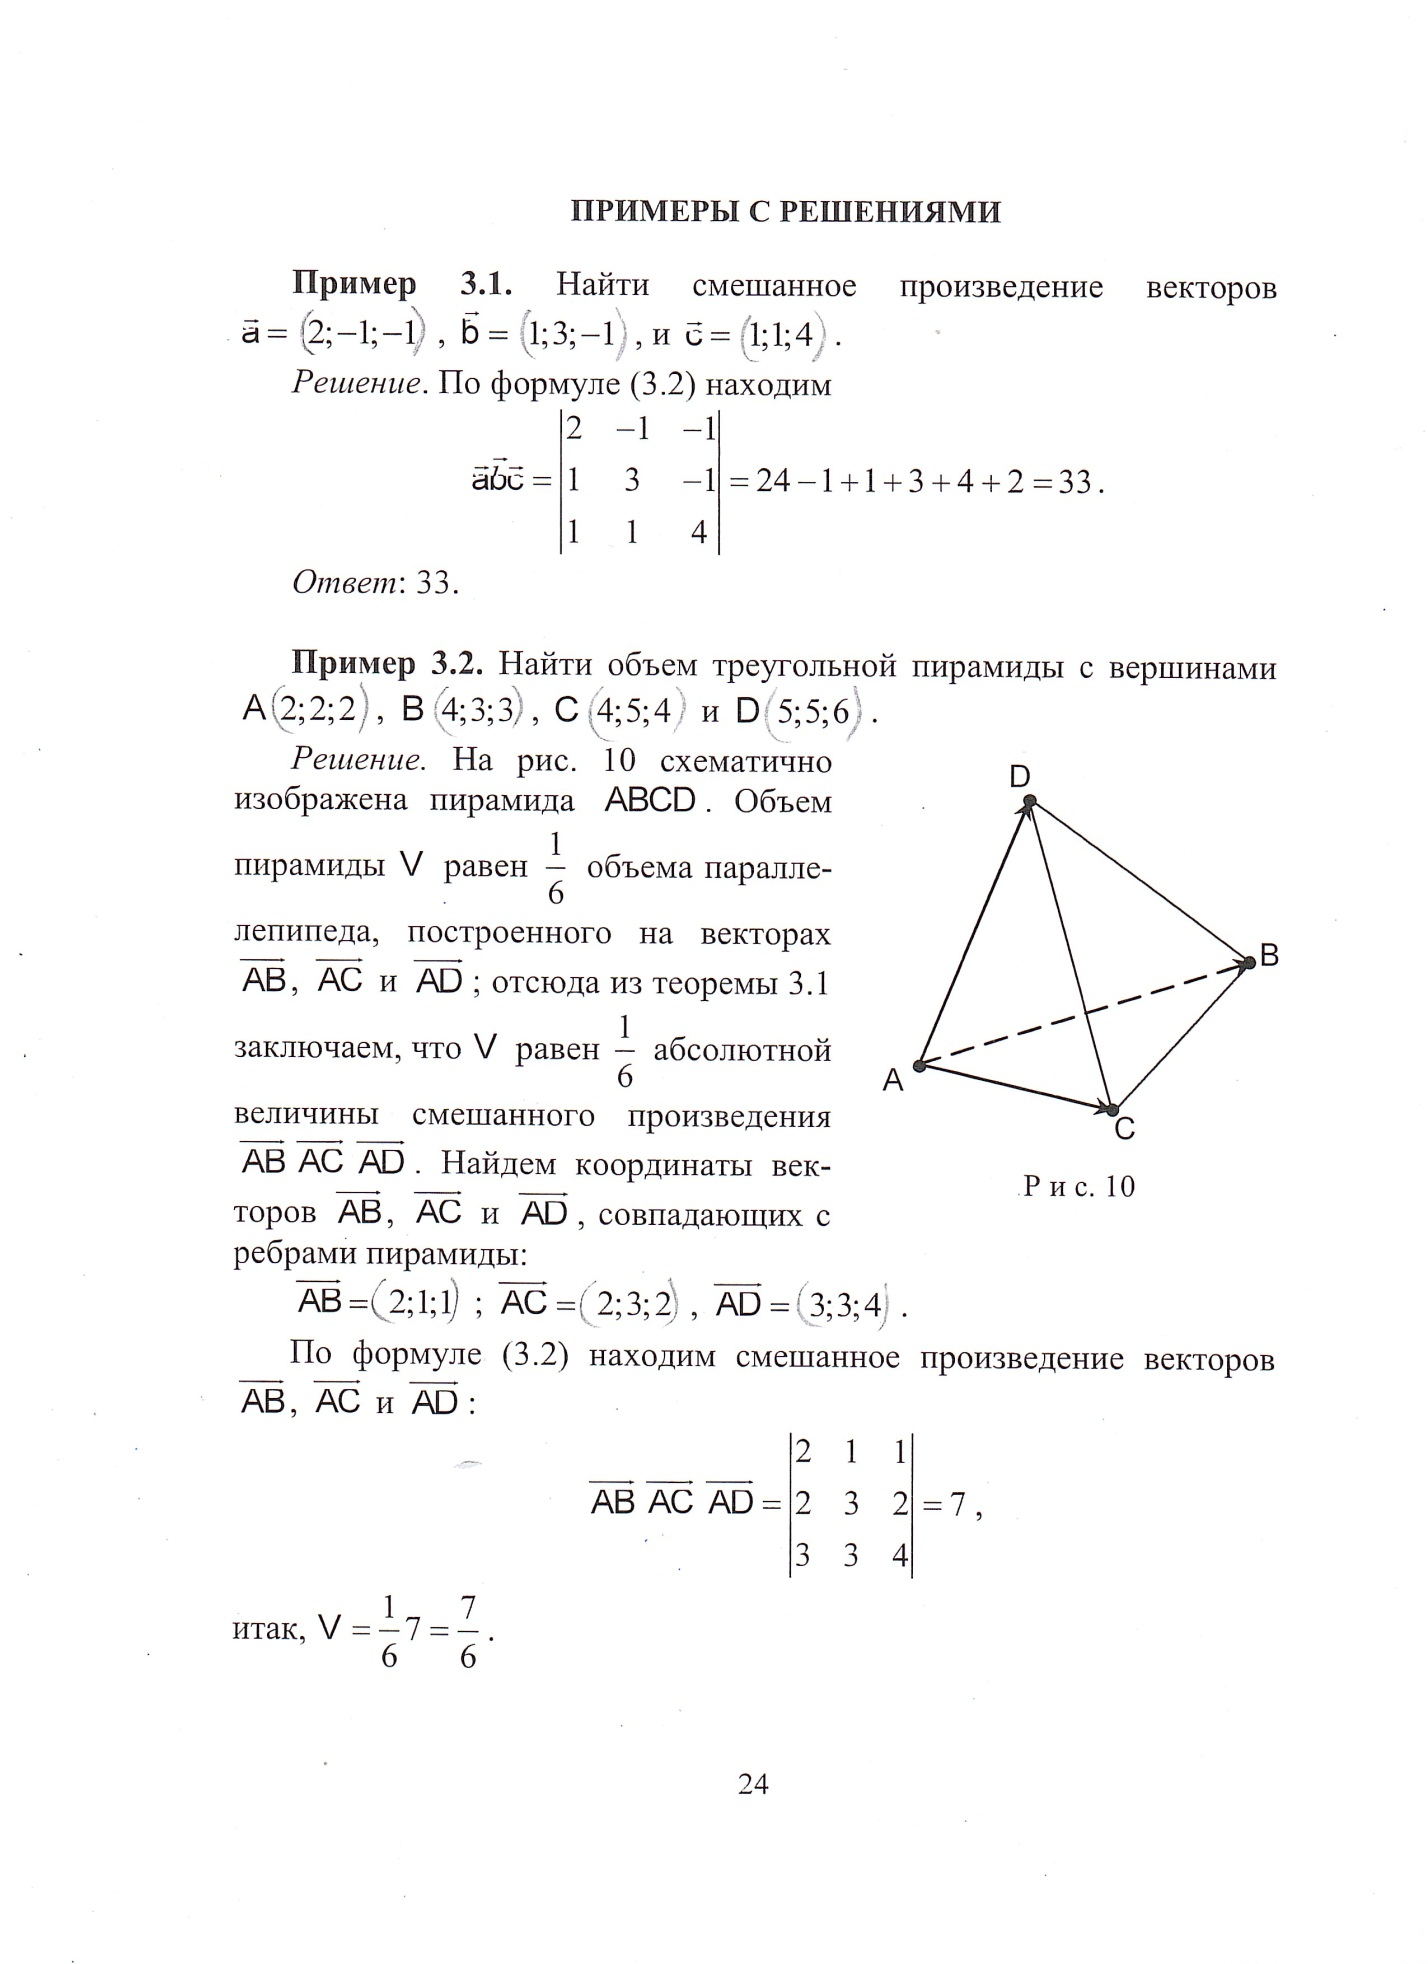 ПРИМЕРЫ С РЕШЕНИЯМИ
Пример 3.1. Найти смешанное произведение векторов
a⃗ = (2;−1;−1) , b⃗ = (1;3;−1) , и c⃗ = (1;1;4) .
Решение. По формуле (3.2) находим
2 −1 −1
a⃗b⃗c⃗ = 1 3 −1 = 24−1+1+3+4+2 = 33.
1 1 4
Ответ: 33.
Пример 3.2. Найти объем треугольной пирамиды с вершинами
A(2;2;2) , B(4;3;3) , C(4;5;4) и D(5;5;6) .
Решение. На рис. 10 схематично
изображена пирамида ABCD . Объем
пирамиды V равен 1/6 объема паралле-
лепипеда, построенного на векторах
AB, AC и AD ; отсюда из теоремы 3.1
заключаем, что V равен 1/6 абсолютной
величины смешанного произведения
AB AC AD . Найдем координаты век-
торов AB, AC и AD , совпадающих с
ребрами пирамиды:
D
B
A
C
Р и с. 10
AB =(2;1;1) ; AC =(2;3;2) , AD = (3;3;4) .
По формуле (3.2) находим смешанное произведение векторов
AB, AC и AD :
2 1 1
AB AC AD = 2 3 2 = 7 ,
3 3 4
итак, V = 1/6 7 = 7/6 .
24